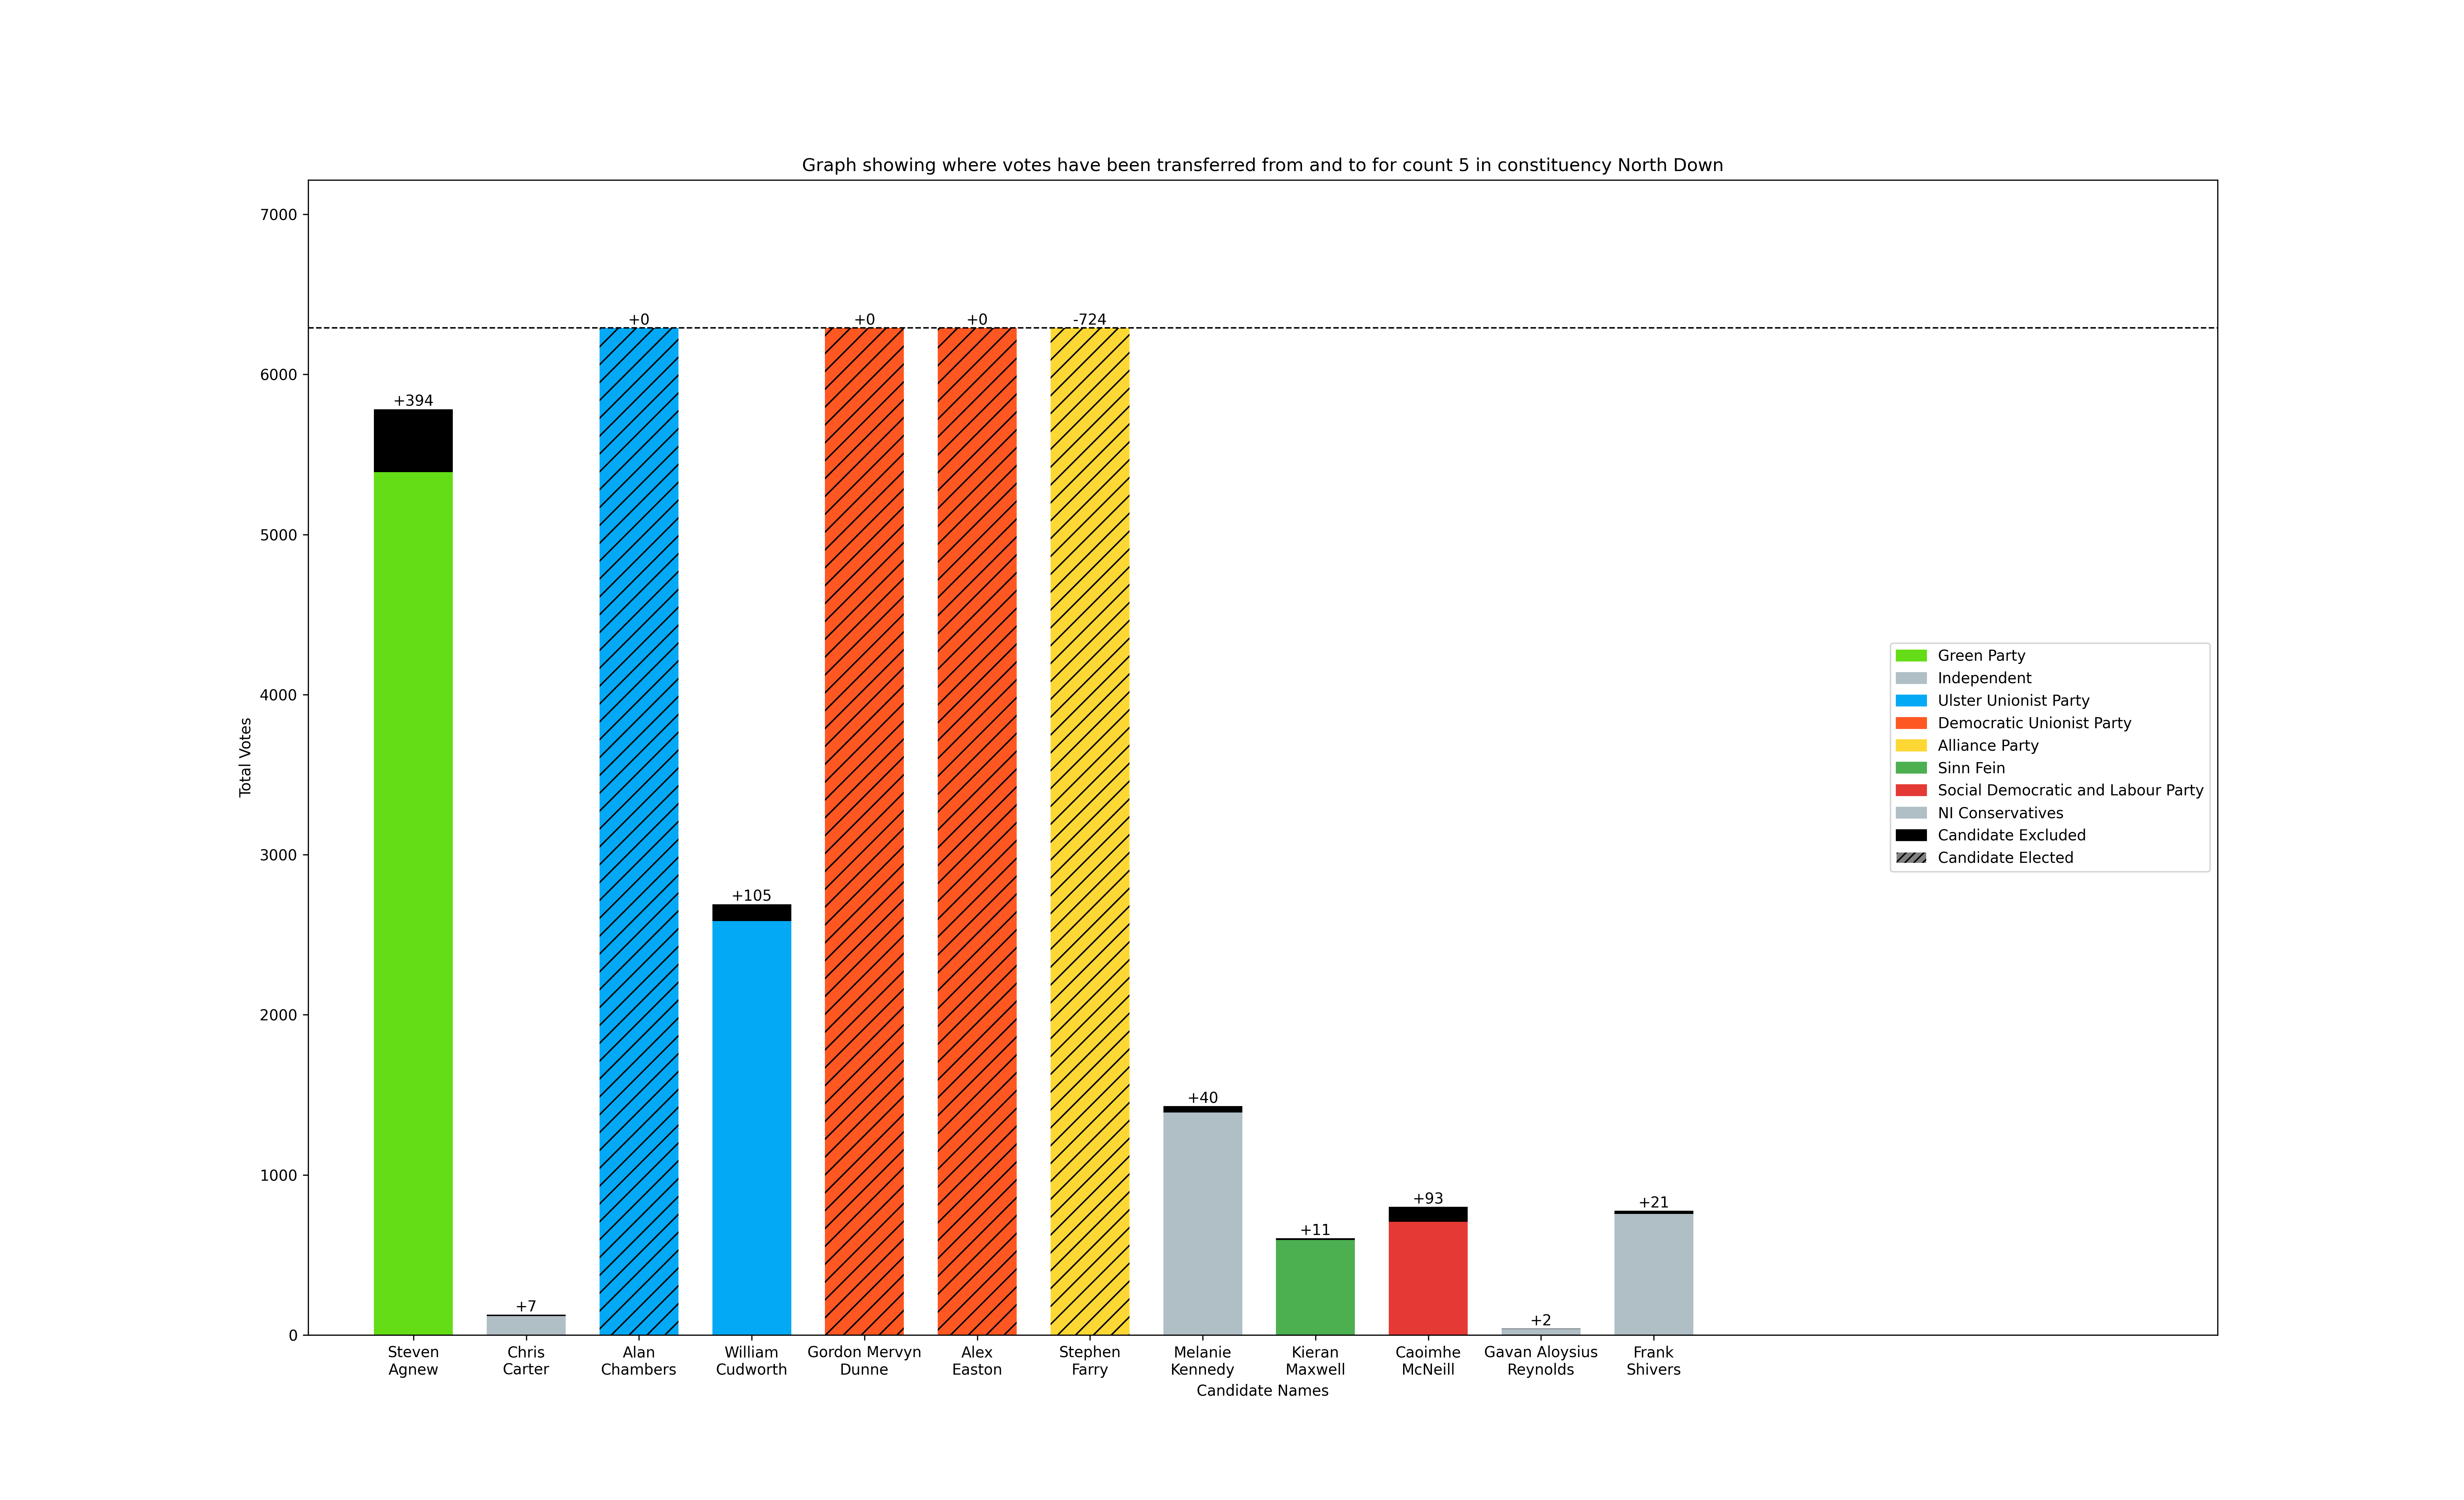 Graph showing where votes have been transferred from and to for count 5 in constituency North Down
Total Votes
7000
6000
5000
4000
3000
2000
1000
0
+394
+7
+0
+105
+0
+0
-724
+40
+11
+93
+2
+21
Steven
Agnew
Chris
Carter
Alan
Chambers
William
Cudworth
Gordon Mervyn
Dunne
Alex
Easton
Stephen
Farry
Melanie
Kennedy
Kieran
Maxwell
Caoimhe
McNeill
Gavan Aloysius
Reynolds
Frank
Shivers
Candidate Names
Green Party
Independent
Ulster Unionist Party
Democratic Unionist Party
Alliance Party
Sinn Fein
Social Democratic and Labour Party
NI Conservatives
Candidate Excluded
Candidate Elected